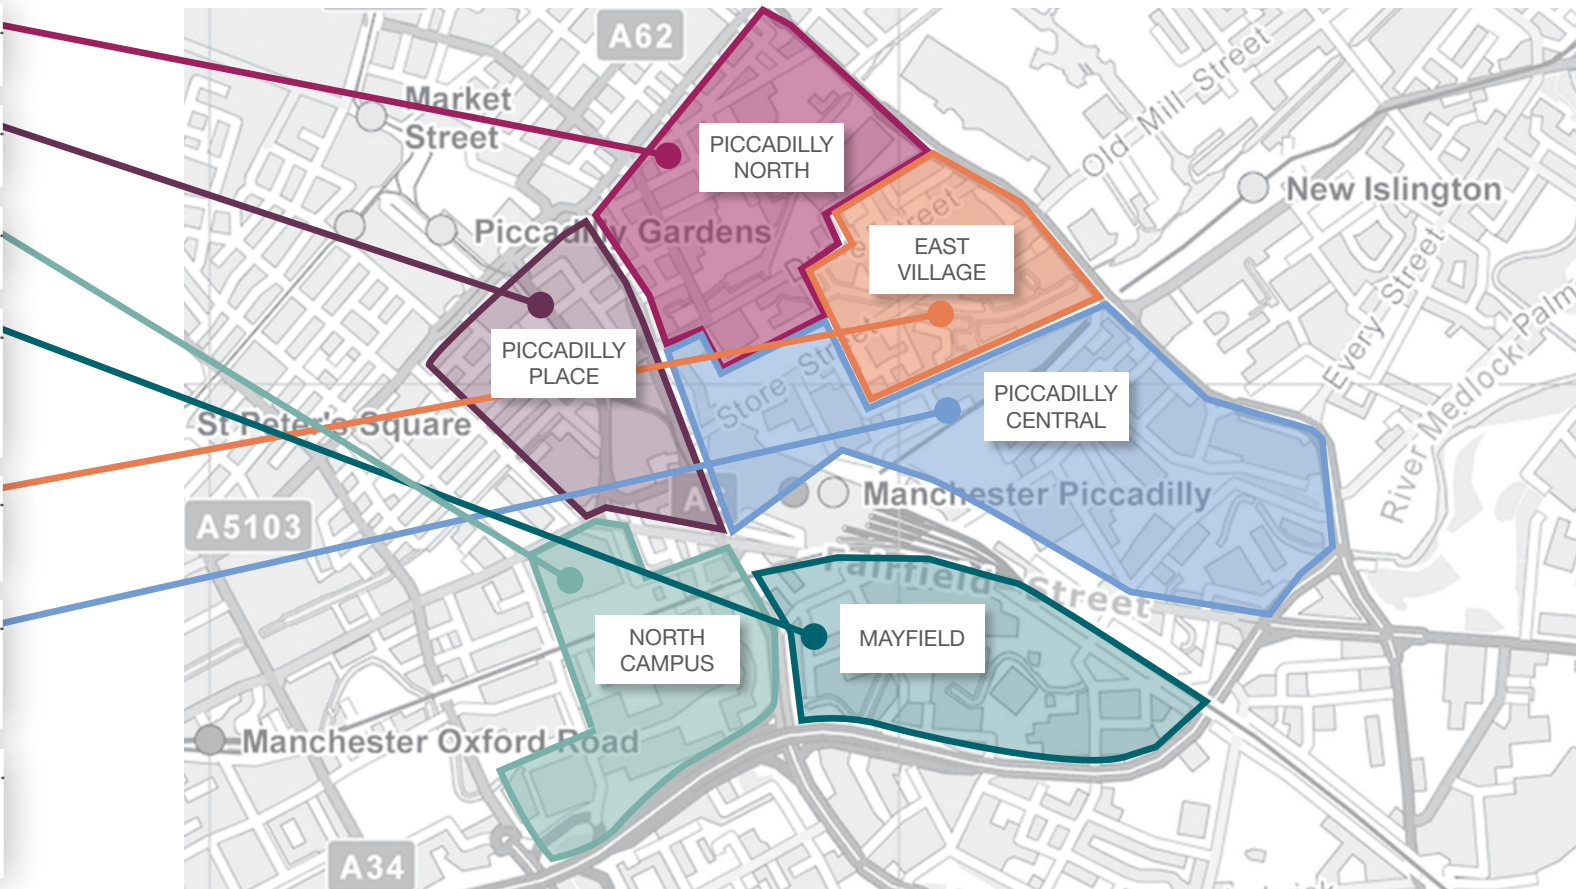 A62
Market
Street
Old Mill Street
PICCADILLY
NORTH
New Islington
Piccadilly Gardens
EAST
VILLAGE
Every Street
River Medlock
Palm
PICCADILLY
PLACE
Store Street
PICCADILLY
CENTRAL
St Peter's Square
Manchester Piccadilly
A5103
Fairfield Street
NORTH
CAMPUS
MAYFIELD
Manchester Oxford Road
A34